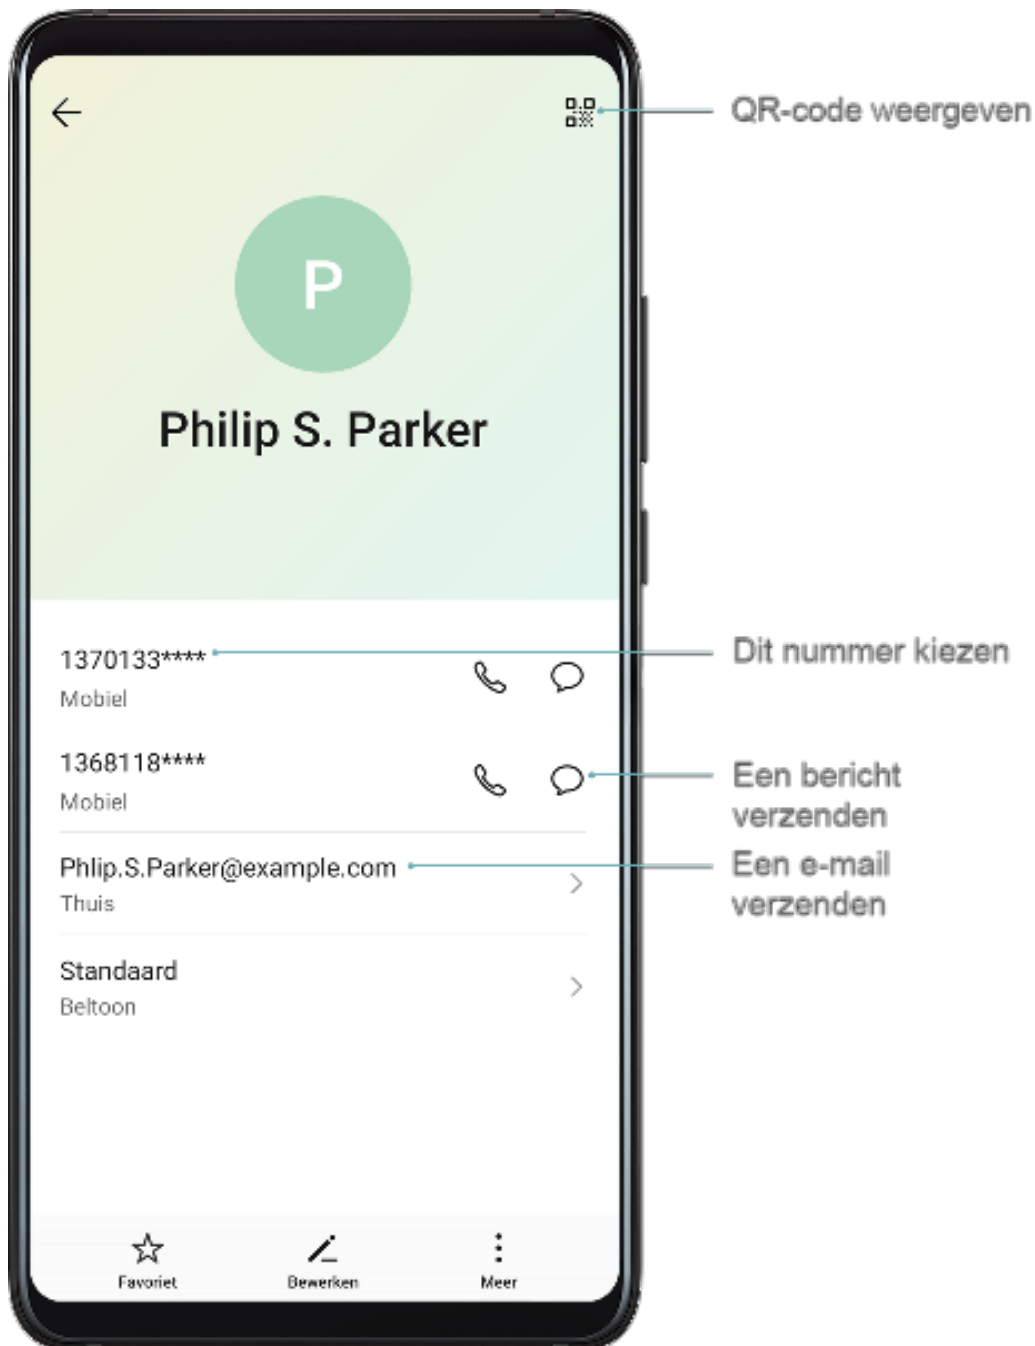 QR-code weergeven
P
Philip S. Parker
1370133****
Mobiel
Dit nummer kiezen
1368118****
Mobiel
Een bericht
verzenden
Phlip.S.Parker@example.com
Thuis
Een e-mail
verzenden
Standaard
Beltoon
Favoriet
Bewerken
Meer